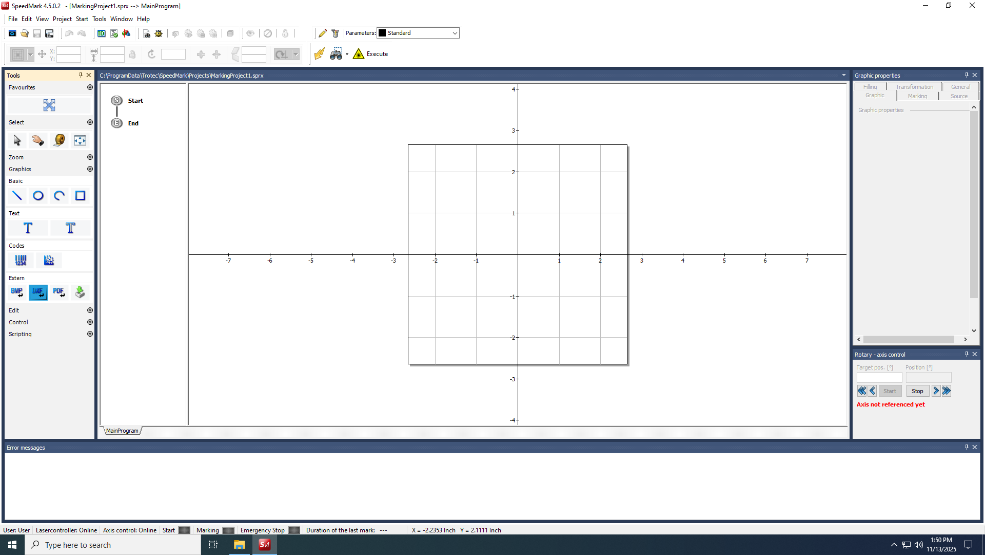 SpeedMark 4.5.0.2 - [MarkingProject1.sprx --> MainProgram]
File Edit View Project Start Tools Window Help
Parameters: Standard
X:
Y:
Execute
Tools
Favourites
Select
Zoom
Graphics
Basic
Text
Codes
Extern
BMP DXF PDF
Edit
Control
Scripting
C:\ProgramData\Trotec\SpeedMark\Projects\MarkingProject1.sprx
S Start
E End
4
3
2
1
-7 -6 -5 -4 -3 -2 -1 1 2 3 4 5 6 7
-1
-2
-3
-4
MainProgram
Graphic properties
Filling Transformation General
Graphic Marking Source
Graphic properties
Rotary - axis control
Target pos. [°] Position [°]
Start Stop
Axis not referenced yet
Error messages
User: User Lasercontroller: Online Axis control: Online Start Marking Emergency Stop Duration of the last mark: --- X = -2.2353 Inch Y = 2.1111 Inch
Type here to search
1:50 PM
11/13/2025